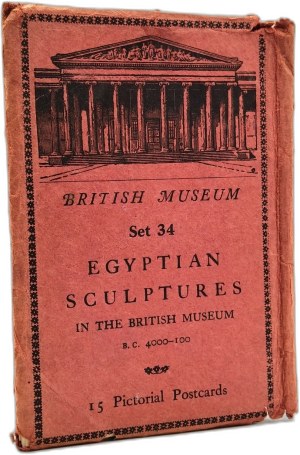 BRITISH MUSEUM
Set 34
EGYPTIAN
SCULPTURES
IN THE BRITISH MUSEUM
B.C. 4000–100
15 Pictorial Postcards